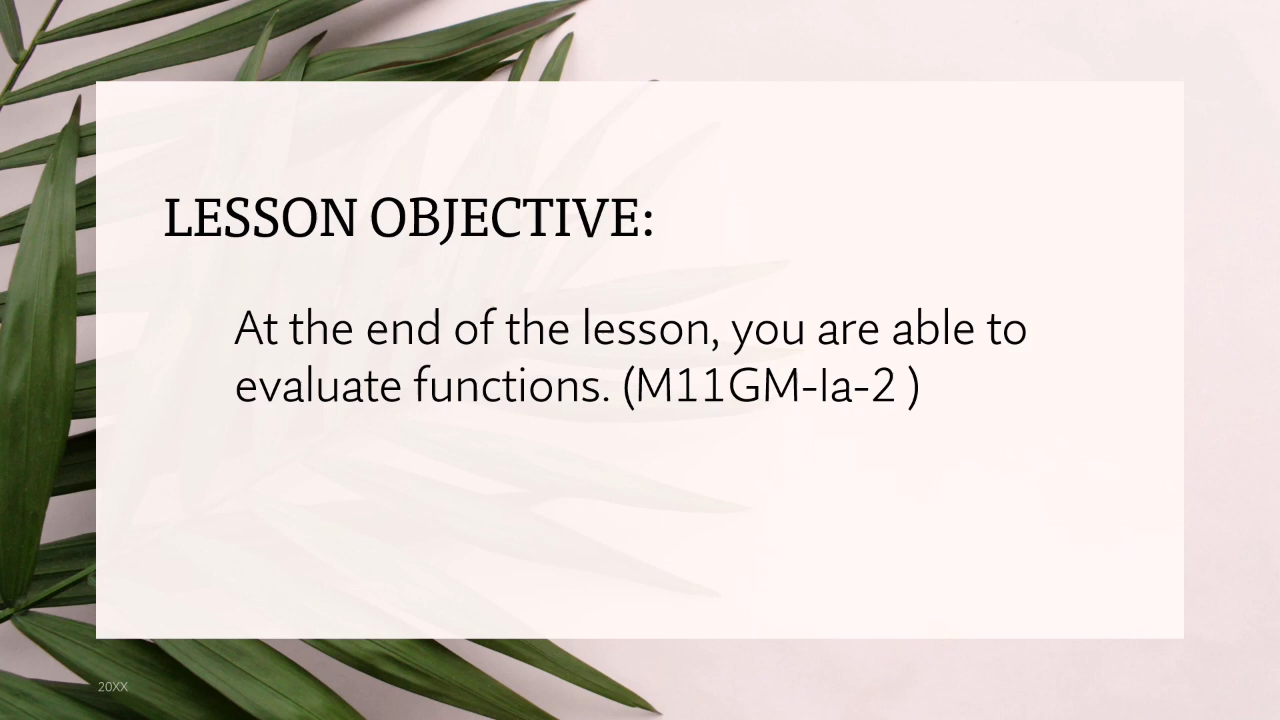 LESSON OBJECTIVE:
At the end of the lesson, you are able to
evaluate functions. (M11GM-Ia-2 )
20XX